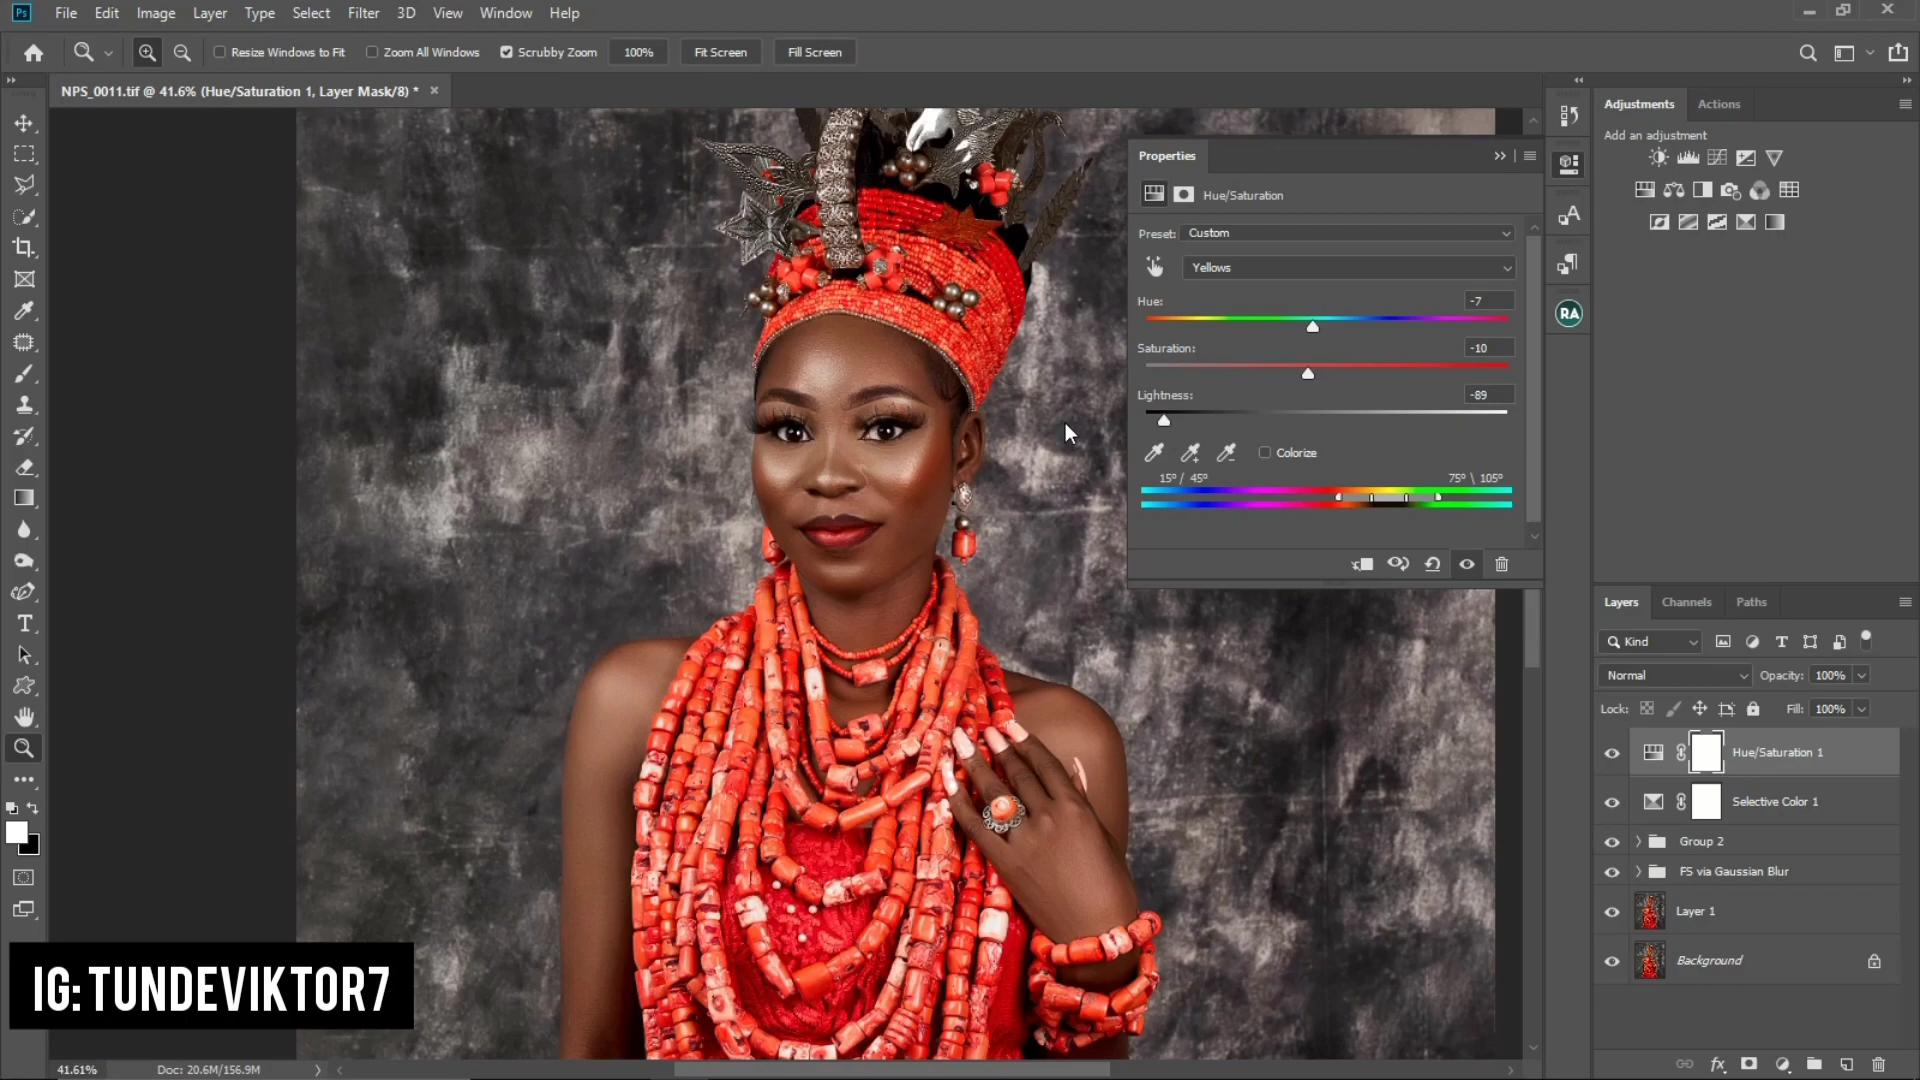 Ps File Edit Image Layer Type Select Filter 3D View Window Help
Resize Windows to Fit Zoom All Windows Scrubby Zoom 100% Fit Screen Fill Screen
NPS_0011.tif @ 41.6% (Hue/Saturation 1, Layer Mask/8) *
Adjustments Actions
Add an adjustment
Properties
Hue/Saturation
Preset: Custom
Yellows
Hue: -7
Saturation: -10
Lightness: -89
Colorize
15º / 45º 75º \ 105º
RA
Layers Channels Paths
Kind
Normal Opacity: 100%
Lock: Fill: 100%
Hue/Saturation 1
Selective Color 1
Group 2
FS via Gaussian Blur
Layer 1
Background
IG: TUNDEVIKTOR7
41.61% Doc: 20.6M/156.9M